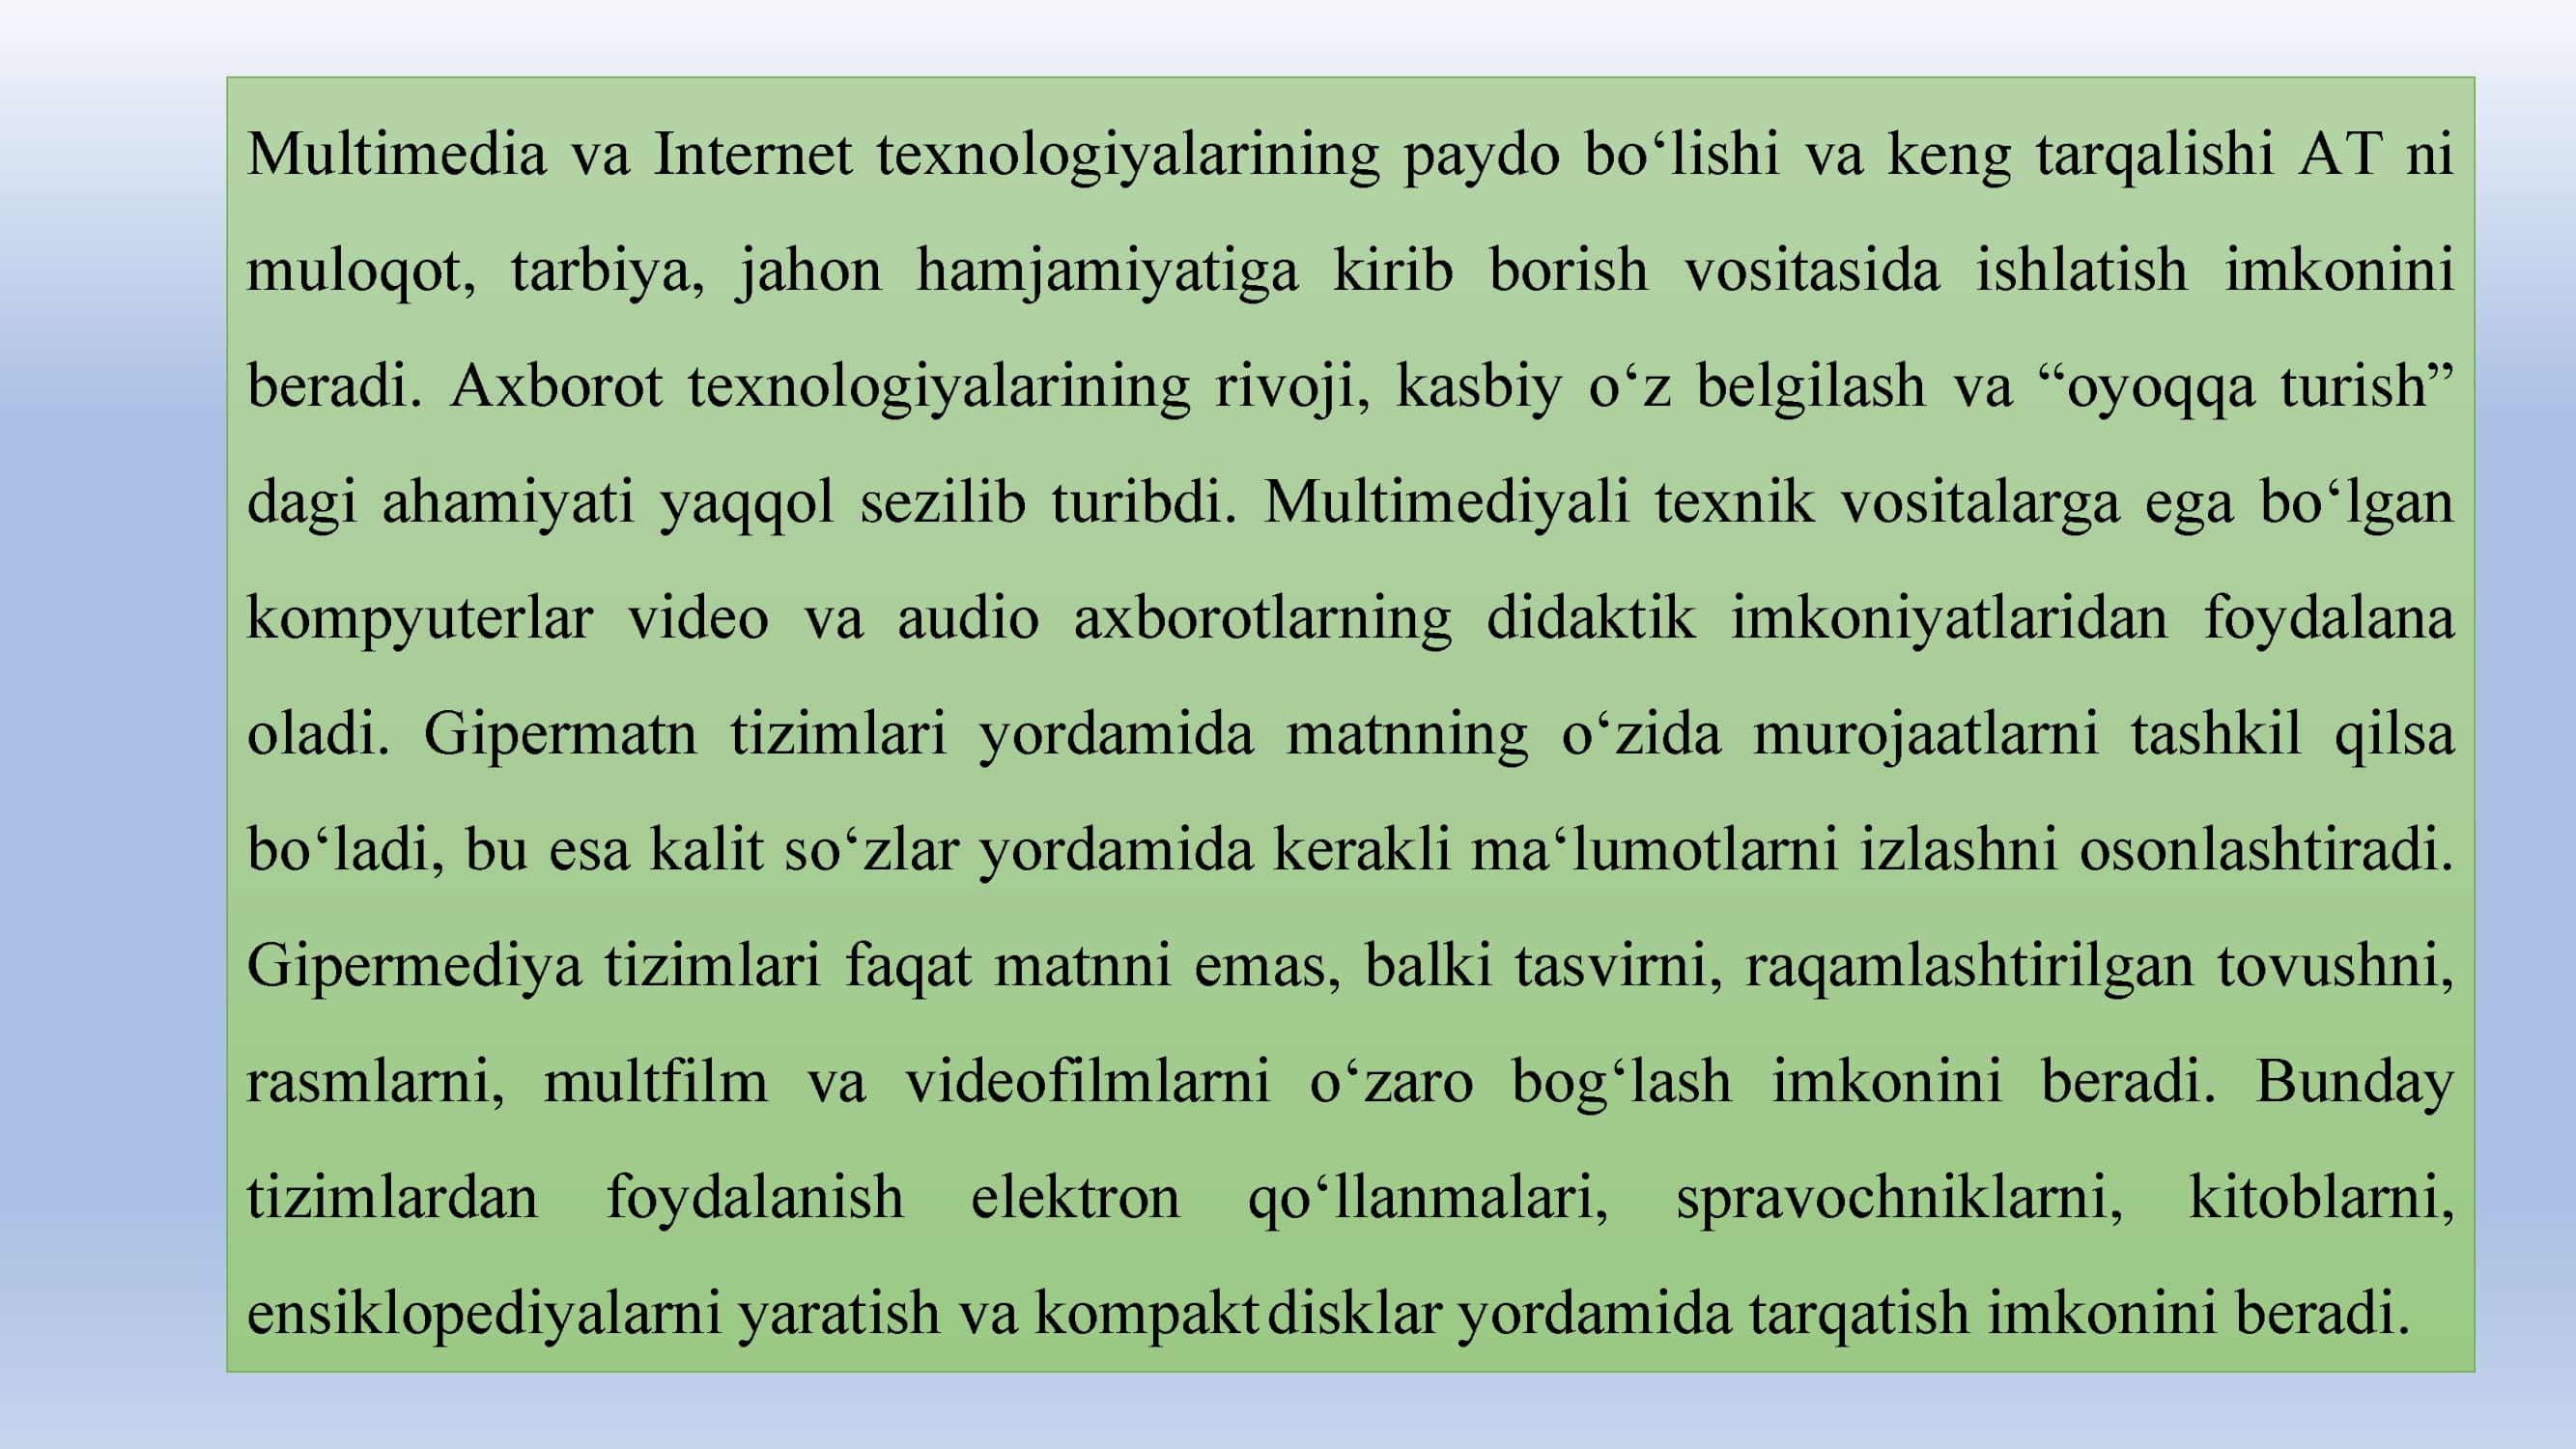 Multimedia va Internet texnologiyalarining paydo bo‘lishi va keng tarqalishi AT ni
muloqot, tarbiya, jahon hamjamiyatiga kirib borish vositasida ishlatish imkonini
beradi. Axborot texnologiyalarining rivoji, kasbiy o‘z belgilash va “oyoqqa turish”
dagi ahamiyati yaqqol sezilib turibdi. Multimediyali texnik vositalarga ega bo‘lgan
kompyuterlar video va audio axborotlarning didaktik imkoniyatlaridan foydalana
oladi. Gipermatn tizimlari yordamida matnning o‘zida murojaatlarni tashkil qilsa
bo‘ladi, bu esa kalit so‘zlar yordamida kerakli ma‘lumotlarni izlashni osonlashtiradi.
Gipermediya tizimlari faqat matnni emas, balki tasvirni, raqamlashtirilgan tovushni,
rasmlarni, multfilm va videofilmlarni o‘zaro bog‘lash imkonini beradi. Bunday
tizimlardan foydalanish elektron qo‘llanmalari, spravochniklarni, kitoblarni,
ensiklopediyalarni yaratish va kompakt disklar yordamida tarqatish imkonini beradi.